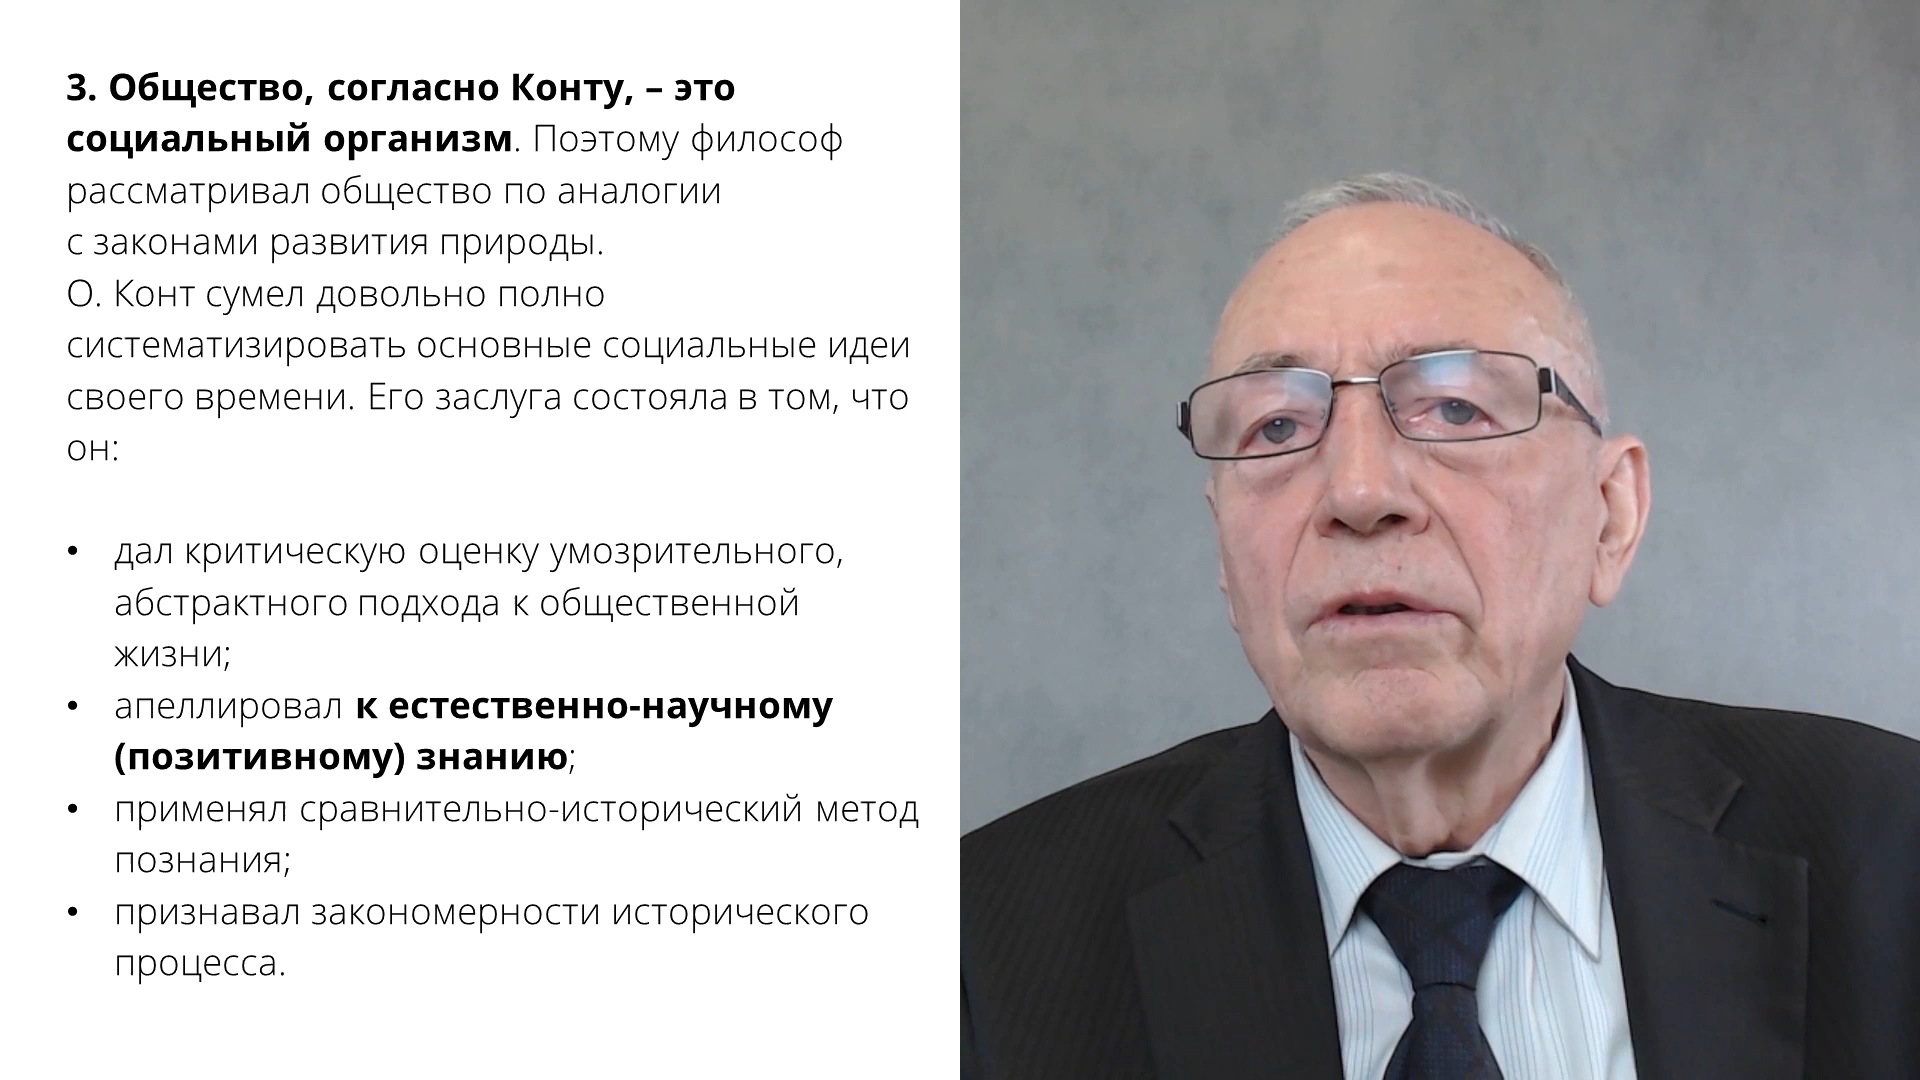 3. Общество, согласно Конту, – это
социальный организм. Поэтому философ
рассматривал общество по аналогии
с законами развития природы.
О. Конт сумел довольно полно
систематизировать основные социальные идеи
своего времени. Его заслуга состояла в том, что
он:
• дал критическую оценку умозрительного,
абстрактного подхода к общественной
жизни;
• апеллировал к естественно-научному
(позитивному) знанию;
• применял сравнительно-исторический метод
познания;
• признавал закономерности исторического
процесса.